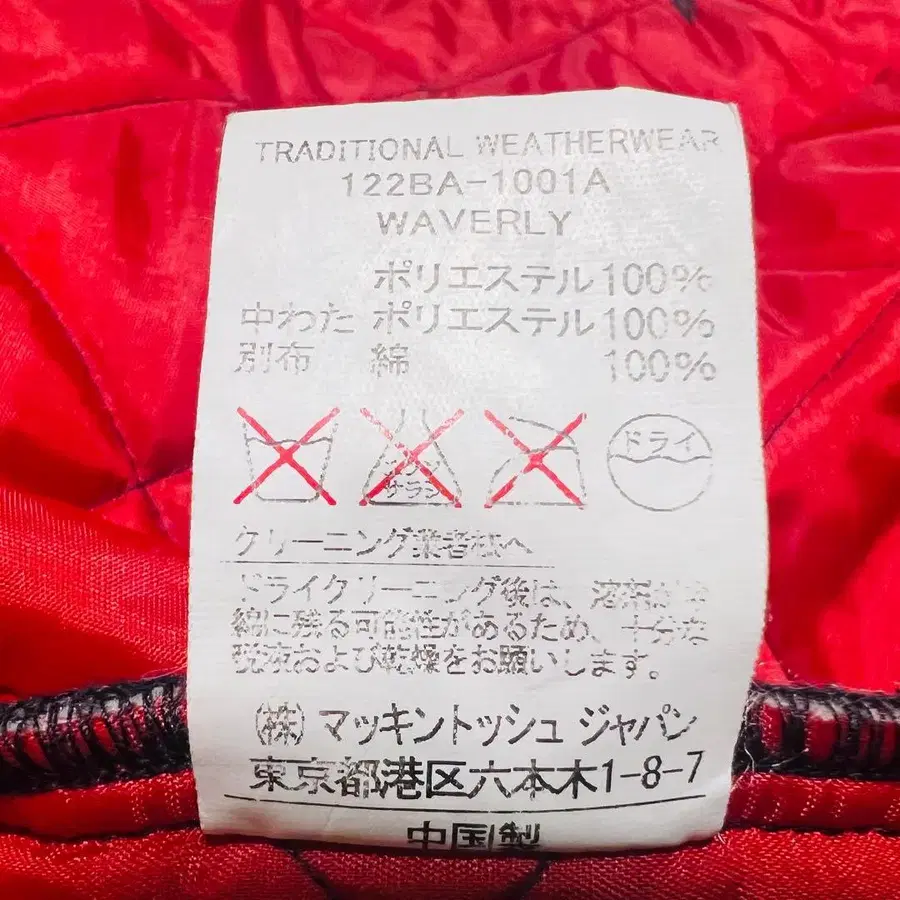 TRADITIONAL WEATHERWEAR
122BA-1001A
WAVERLY
ポリエステル100%
中わた ポリエステル100%
別布 綿 100%
エンソ サラシ ドライ
クリーニング業者様へ
ドライクリーニング後は、溶剤が中
綿に残る可能性があるため、十分な
脱液および乾燥をお願いします。
(株)マッキントッシュ ジャパン
東京都港区六本木1-8-7
中国製